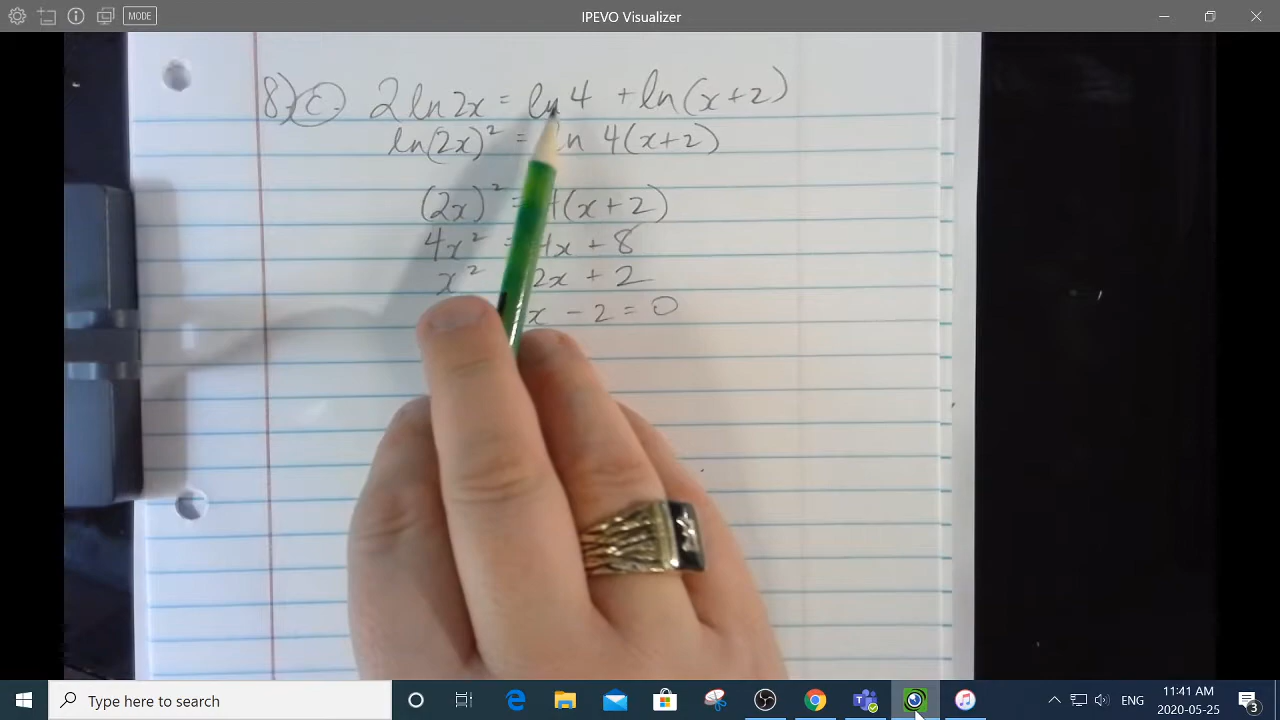 MODE
IPEVO Visualizer
8) c) 2 ln 2x = ln 4 + ln (x+2)
ln(2x)² = ln 4(x+2)
(2x)² = 4(x+2)
4x² = 4x + 8
x² 2x + 2
x - 2 = 0
Type here to search
ENG
11:41 AM
2020-05-25
3